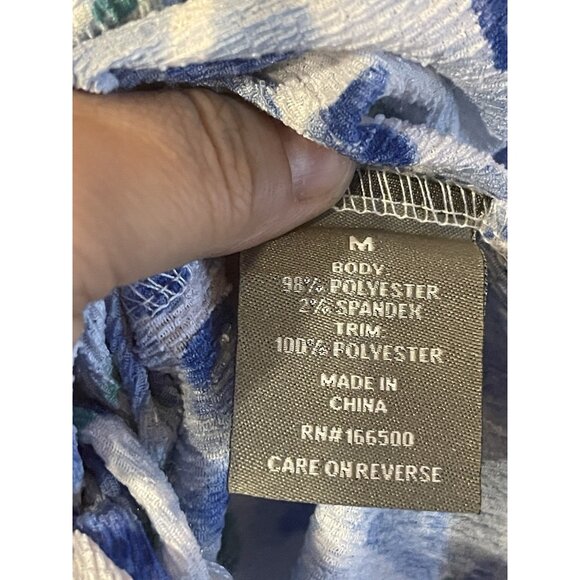 M
BODY
98% POLYESTER
2% SPANDEX
TRIM
100% POLYESTER
MADE IN
CHINA
RN#166500
CARE ON REVERSE